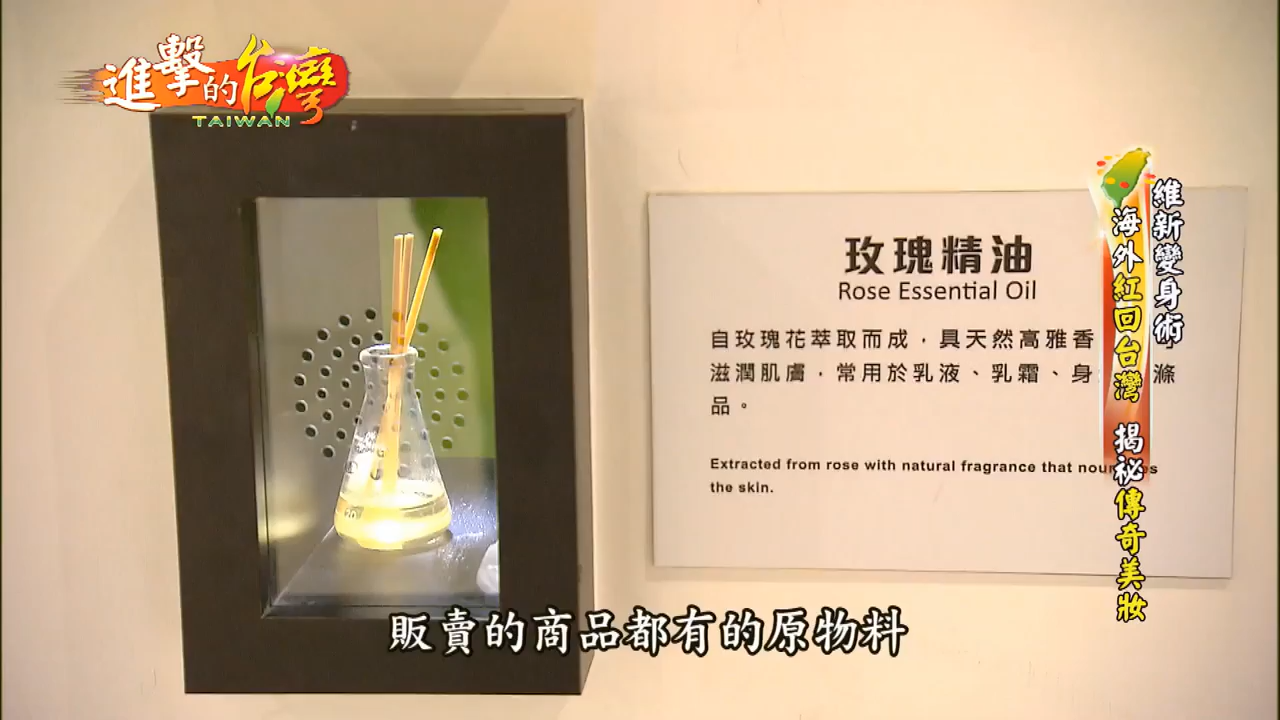 進擊的台灣
TAIWAN
維新變身術
海外紅回台灣 揭祕傳奇美妝
玫瑰精油
Rose Essential Oil
自玫瑰花萃取而成，具天然高雅香
滋潤肌膚，常用於乳液、乳霜、身 滌
品。
Extracted from rose with natural fragrance that
the skin.
販賣的商品都有的原物料